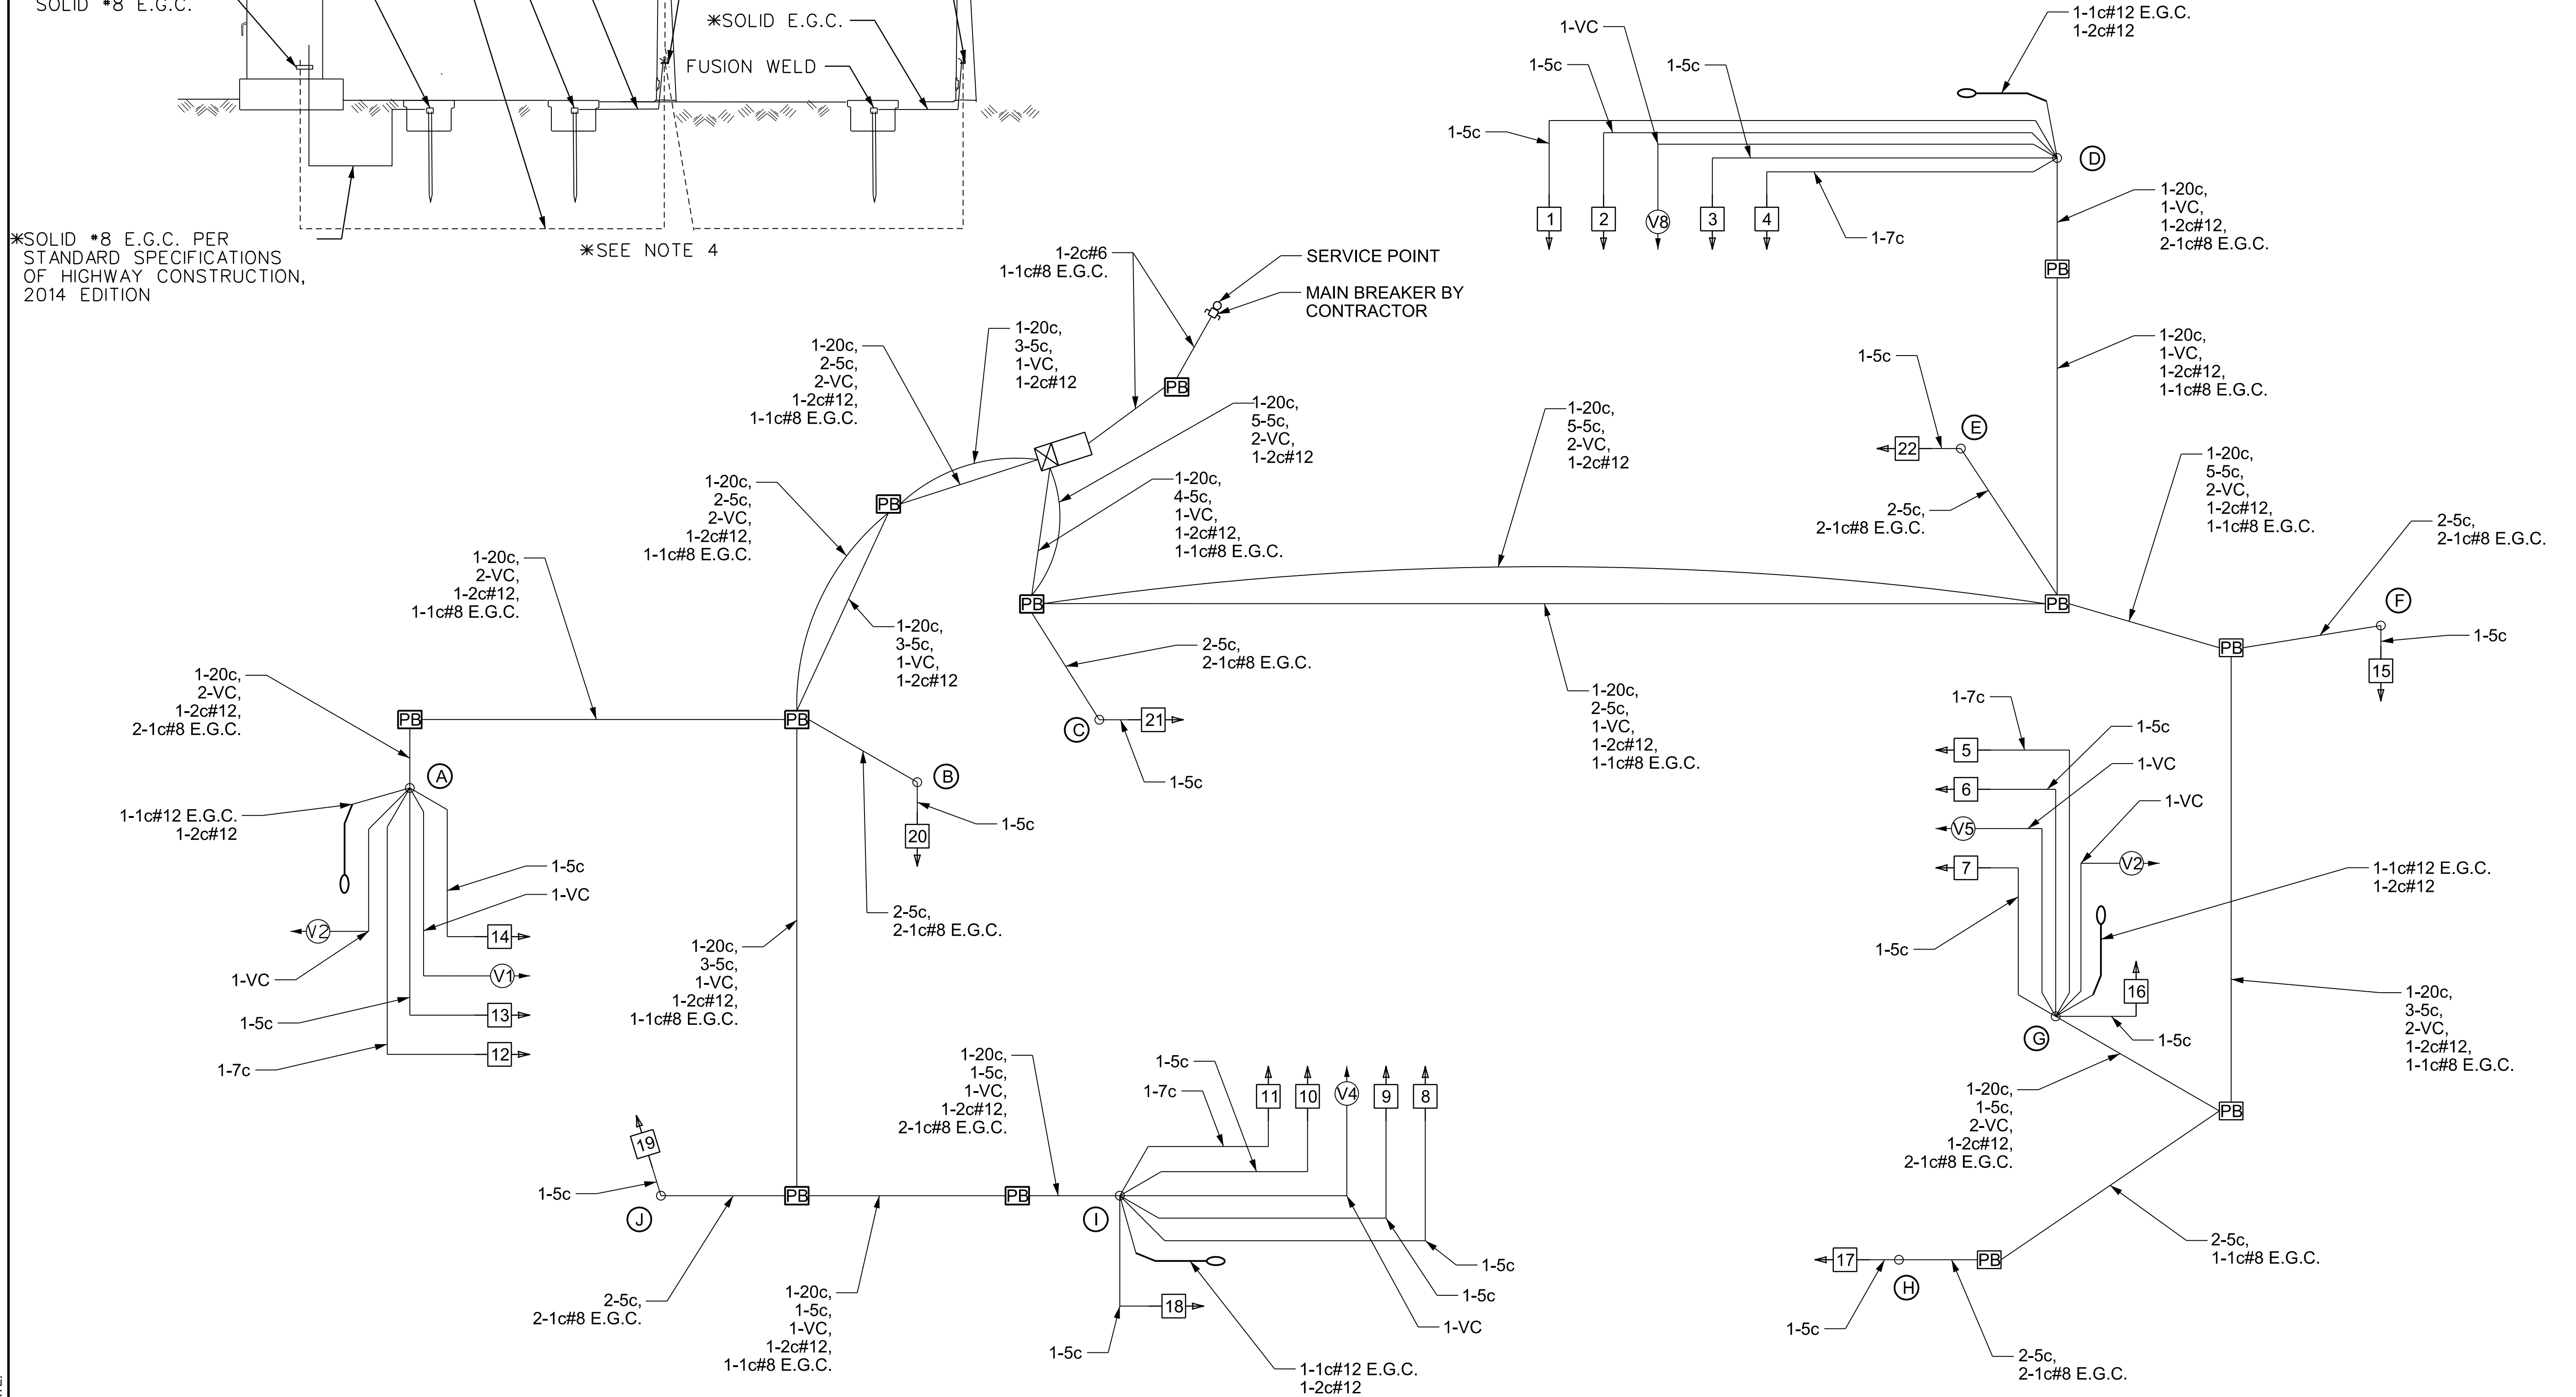 SOLID #8 E.G.C.
*SOLID E.G.C.
FUSION WELD
*SOLID #8 E.G.C. PER
STANDARD SPECIFICATIONS
OF HIGHWAY CONSTRUCTION,
2014 EDITION
*SEE NOTE 4
1-1c#12 E.G.C.
1-2c#12
1-VC
1-5c
1-5c
1-5c
D
1
2
V8
3
4
1-7c
1-20c,
1-VC,
1-2c#12,
2-1c#8 E.G.C.
PB
1-2c#6
1-1c#8 E.G.C.
SERVICE POINT
MAIN BREAKER BY
CONTRACTOR
1-20c,
3-5c,
1-VC,
1-2c#12
1-20c,
2-5c,
2-VC,
1-2c#12,
1-1c#8 E.G.C.
PB
1-20c,
1-VC,
1-2c#12,
1-1c#8 E.G.C.
1-5c
1-20c,
5-5c,
2-VC,
1-2c#12
1-20c,
5-5c,
2-VC,
1-2c#12
E
22
1-20c,
5-5c,
2-VC,
1-2c#12,
1-1c#8 E.G.C.
1-20c,
4-5c,
1-VC,
1-2c#12,
1-1c#8 E.G.C.
1-20c,
2-5c,
2-VC,
1-2c#12,
1-1c#8 E.G.C.
PB
2-5c,
2-1c#8 E.G.C.
2-5c,
2-1c#8 E.G.C.
1-20c,
2-VC,
1-2c#12,
1-1c#8 E.G.C.
PB
PB
F
1-5c
PB
15
1-20c,
3-5c,
1-VC,
1-2c#12
2-5c,
2-1c#8 E.G.C.
1-20c,
2-VC,
1-2c#12,
2-1c#8 E.G.C.
1-20c,
2-5c,
1-VC,
1-2c#12,
1-1c#8 E.G.C.
PB
PB
C
21
1-5c
1-7c
1-5c
5
1-VC
6
1-VC
V5
7
V2
1-5c
1-1c#12 E.G.C.
1-2c#12
16
G
1-5c
A
B
1-1c#12 E.G.C.
1-2c#12
1-5c
20
1-5c
1-VC
V2
14
1-VC
V1
1-5c
13
1-7c
12
2-5c,
2-1c#8 E.G.C.
1-20c,
3-5c,
1-VC,
1-2c#12,
1-1c#8 E.G.C.
1-20c,
3-5c,
2-VC,
1-2c#12,
1-1c#8 E.G.C.
1-20c,
1-5c,
1-VC,
1-2c#12,
2-1c#8 E.G.C.
1-5c
1-7c
11
10
V4
9
8
1-20c,
1-5c,
2-VC,
1-2c#12,
2-1c#8 E.G.C.
PB
19
1-5c
J
PB
PB
I
2-5c,
1-1c#8 E.G.C.
17
PB
H
1-5c
1-5c
1-VC
18
1-5c
2-5c,
2-1c#8 E.G.C.
1-20c,
1-5c,
1-VC,
1-2c#12,
1-1c#8 E.G.C.
1-1c#12 E.G.C.
1-2c#12
1-5c
2-5c,
2-1c#8 E.G.C.